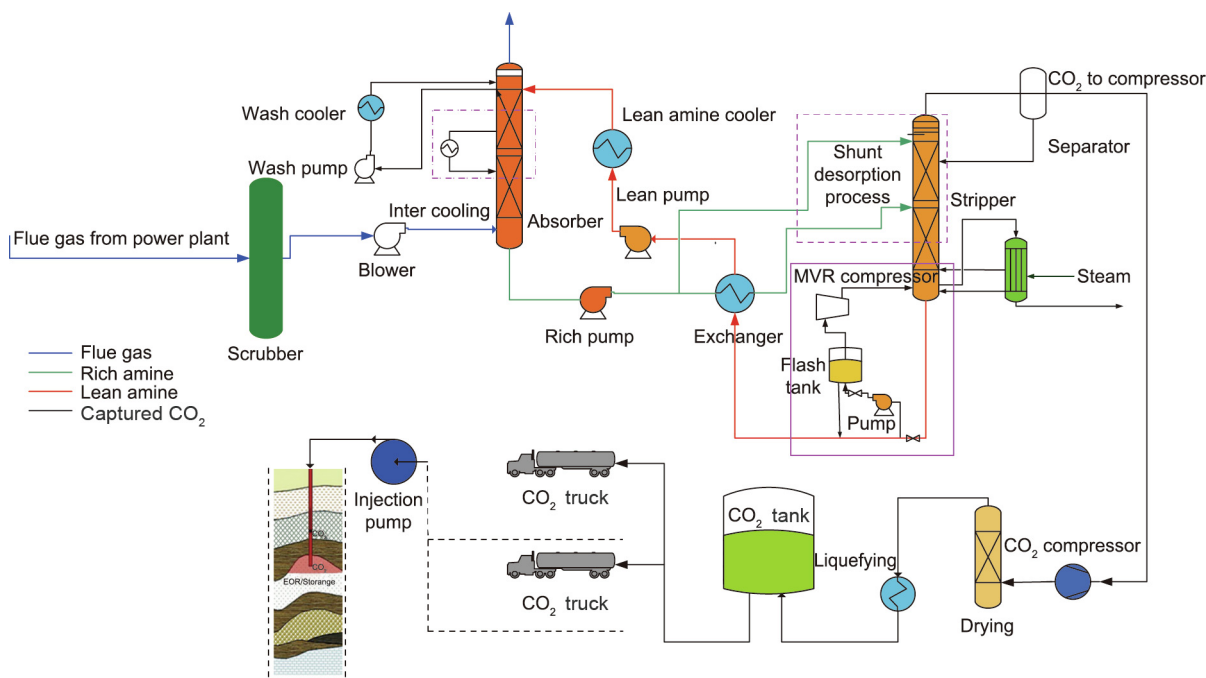 CO₂ to compressor
Wash cooler
Lean amine cooler
Separator
Shunt
desorption
process
Wash pump
Lean pump
Stripper
Inter cooling
Absorber
Flue gas from power plant
Blower
MVR compressor
Steam
Rich pump
Exchanger
Scrubber
Flash
tank
Pump
Flue gas
Rich amine
Lean amine
Captured CO₂
Injection
pump
CO₂ truck
CO₂ tank
CO₂ compressor
Liquefying
CO₂ truck
Drying
CO₂
CO₂
EOR/Storange